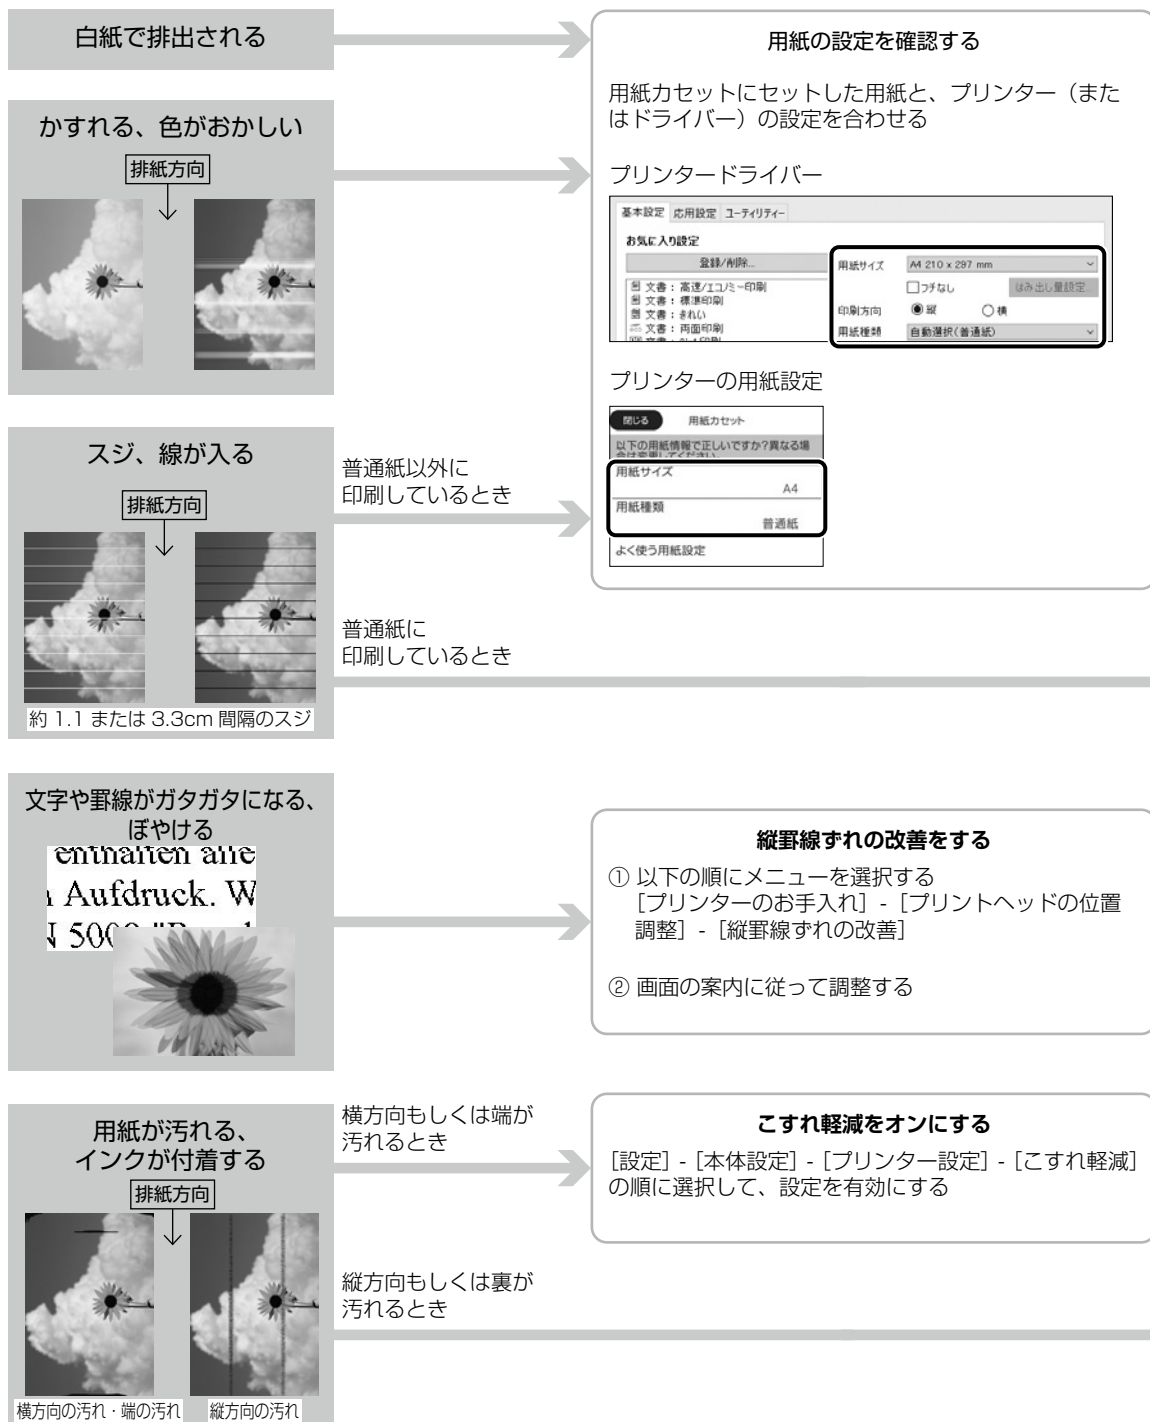 白紙で排出される
用紙の設定を確認する
用紙カセットにセットした用紙と、プリンター（また
はドライバー）の設定を合わせる
かすれる、色がおかしい
排紙方向
プリンタードライバー
基本設定 応用設定 ユーティリティー
お気に入り設定
登録/削除...
文書：高速/エコノミー印刷
文書：標準印刷
文書：きれい
文書：両面印刷
用紙サイズ A4 210 x 297 mm
フチなし はみ出し量設定...
印刷方向 縦 横
用紙種類 自動選択(普通紙)
プリンターの用紙設定
閉じる 用紙カセット
以下の用紙情報で正しいですか?異なる場
合は変更してください。
用紙サイズ
A4
用紙種類
普通紙
よく使う用紙設定
スジ、線が入る
排紙方向
普通紙以外に
印刷しているとき
普通紙に
印刷しているとき
約 1.1 または 3.3cm 間隔のスジ
文字や罫線がガタガタになる、
ぼやける
enthalten alle
Aufdruck. W
縦罫線ずれの改善をする
① 以下の順にメニューを選択する
［プリンターのお手入れ］-［プリントヘッドの位置
調整］-［縦罫線ずれの改善］
② 画面の案内に従って調整する
用紙が汚れる、
インクが付着する
排紙方向
横方向もしくは端が
汚れるとき
こすれ軽減をオンにする
［設定］-［本体設定］-［プリンター設定］-［こすれ軽減］
の順に選択して、設定を有効にする
縦方向もしくは裏が
汚れるとき
横方向の汚れ・端の汚れ
縦方向の汚れ